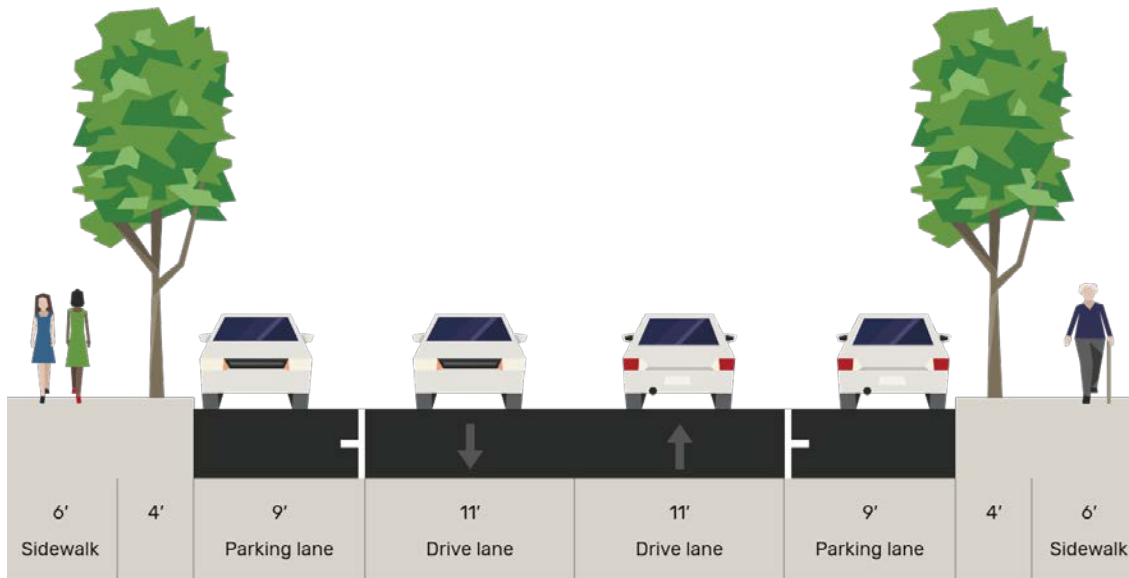 6′ 4′ 9′ 11′ 11′ 9′ 4′ 6′
Sidewalk Parking lane Drive lane Drive lane Parking lane Sidewalk